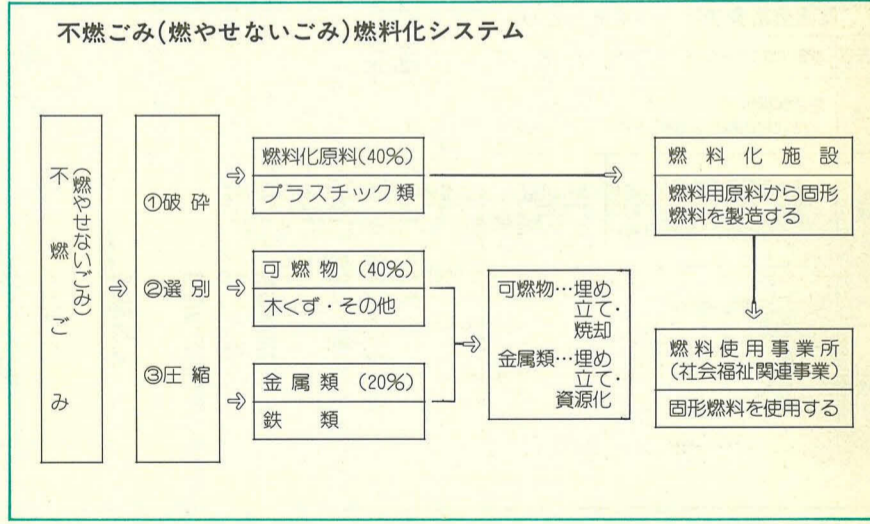 不燃ごみ(燃やせないごみ)燃料化システム
不燃ごみ
(燃やせないごみ)
①破砕
②選別
③圧縮
燃料化原料(40%)
プラスチック類
可燃物(40%)
木くず・その他
金属類(20%)
鉄類
可燃物…埋め
立て・
焼却
金属類…埋め
立て・
資源化
燃料化施設
燃料用原料から固形
燃料を製造する
燃料使用事業所
(社会福祉関連事業)
固形燃料を使用する